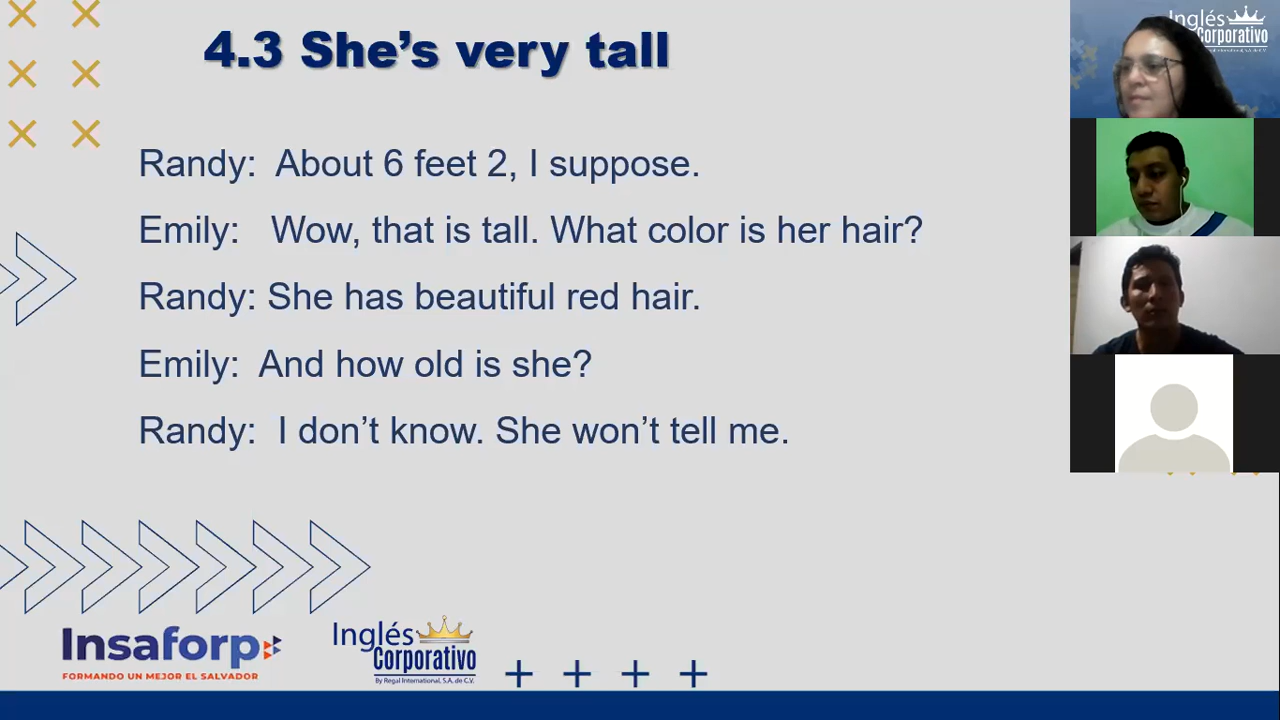 4.3 She's very tall
Inglés
Corporativo
Randy: About 6 feet 2, I suppose.
Emily: Wow, that is tall. What color is her hair?
Randy: She has beautiful red hair.
Emily: And how old is she?
Randy: I don't know. She won't tell me.
Insaforp
FORMANDO UN MEJOR EL SALVADOR
Inglés
Corporativo
By Regal International, S.A. de C.V.